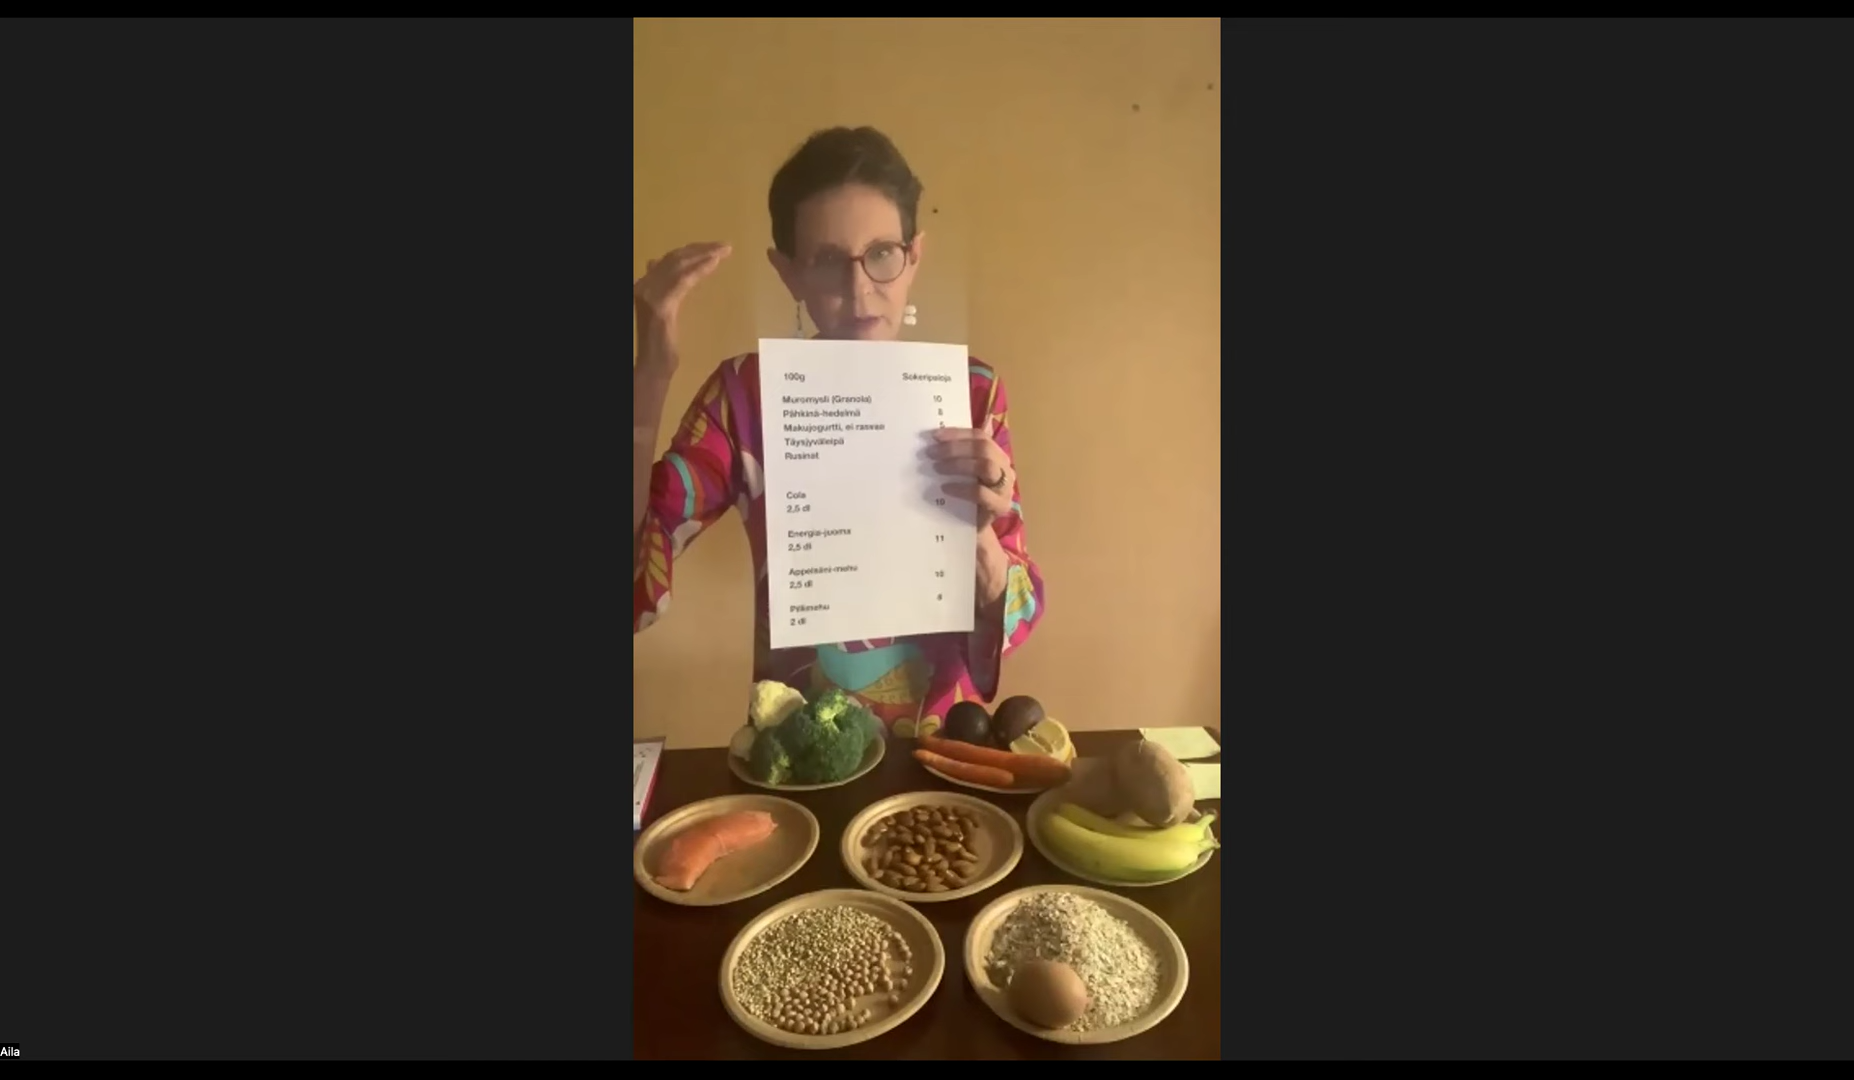 100g Sokeripaloja
Muromysli (Granola) 10
Pähkinä-hedelmä 8
Makujogurtti, ei rasvaa 5
Täysjyväleipä
Rusinat
Cola
2,5 dl 10
Energia-juoma
2,5 dl 11
Appelsiini-mehu
2,5 dl 10
Pillimehu
2 dl
Aila